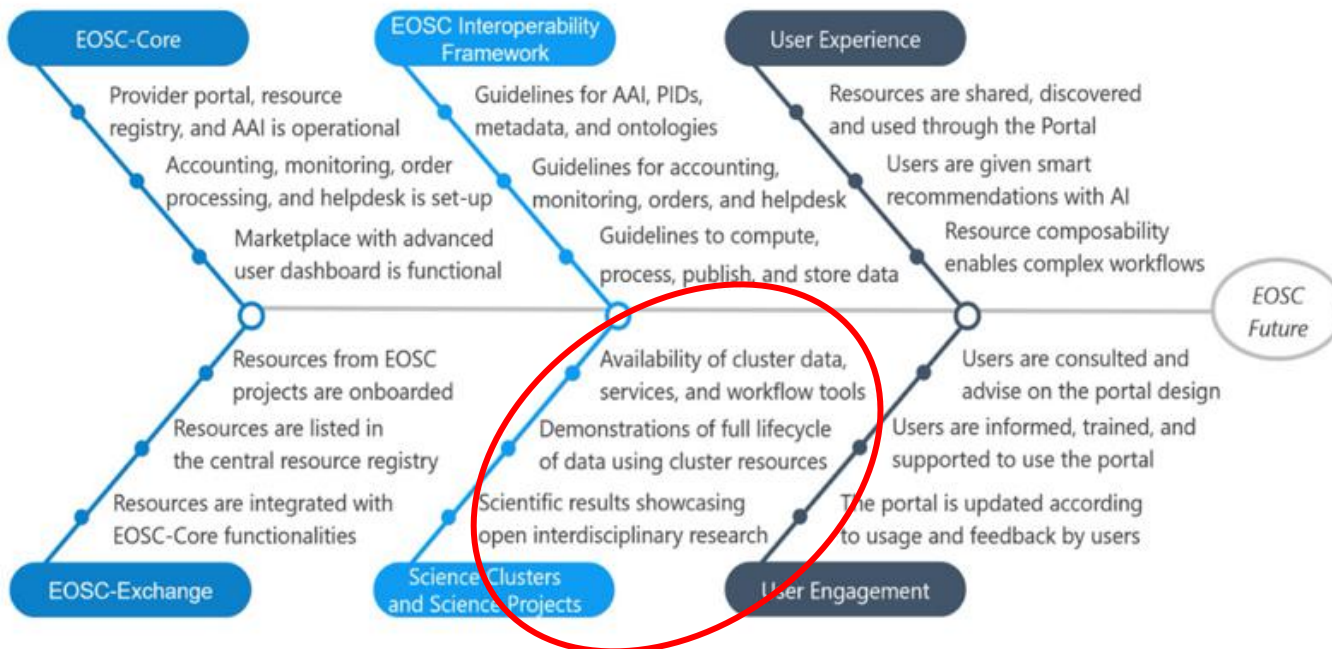 EOSC-Core
Provider portal, resource
registry, and AAI is operational
Accounting, monitoring, order
processing, and helpdesk is set-up
Marketplace with advanced
user dashboard is functional
EOSC Interoperability
Framework
Guidelines for AAI, PIDs,
metadata, and ontologies
Guidelines for accounting,
monitoring, orders, and helpdesk
Guidelines to compute,
process, publish, and store data
User Experience
Resources are shared, discovered
and used through the Portal
Users are given smart
recommendations with AI
Resource composability
enables complex workflows
EOSC
Future
Resources from EOSC
projects are onboarded
Resources are listed in
the central resource registry
Resources are integrated with
EOSC-Core functionalities
EOSC-Exchange
Availability of cluster data,
services, and workflow tools
Demonstrations of full lifecycle
of data using cluster resources
Scientific results showcasing
open interdisciplinary research
Science Clusters
and Science Projects
Users are consulted and
advise on the portal design
Users are informed, trained, and
supported to use the portal
The portal is updated according
to usage and feedback by users
User Engagement